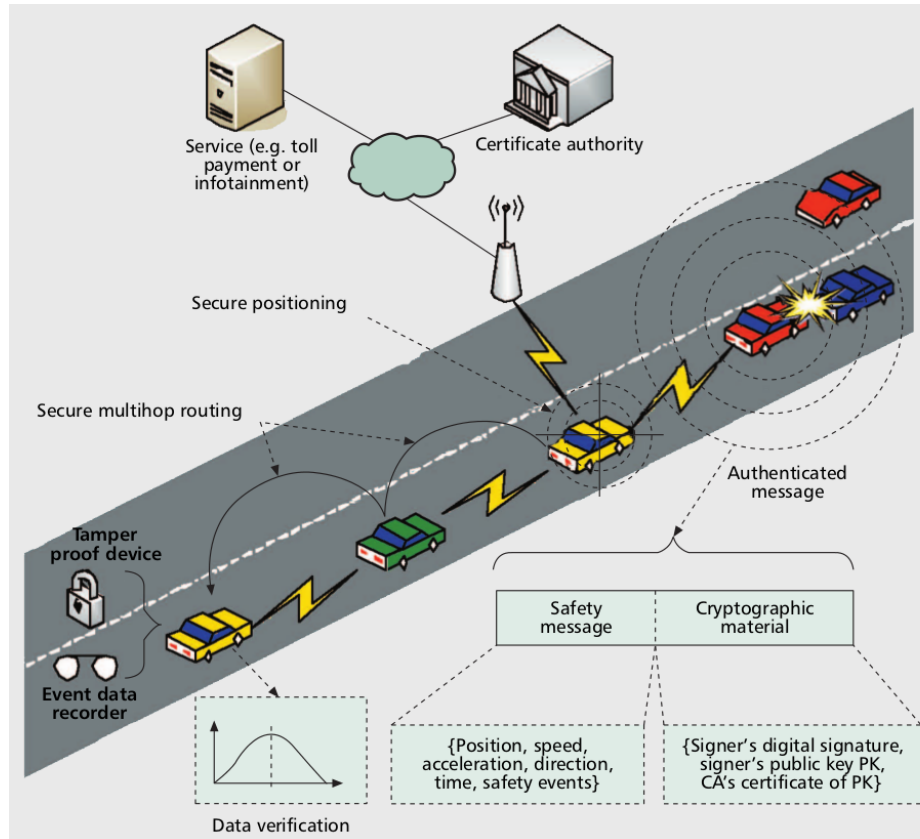 Service (e.g. toll
payment or
infotainment)
Certificate authority
Secure positioning
Secure multihop routing
Authenticated
message
Tamper
proof device
Event data
recorder
Safety
message
Cryptographic
material
{Position, speed,
acceleration, direction,
time, safety events}
{Signer's digital signature,
signer's public key PK,
CA's certificate of PK}
Data verification